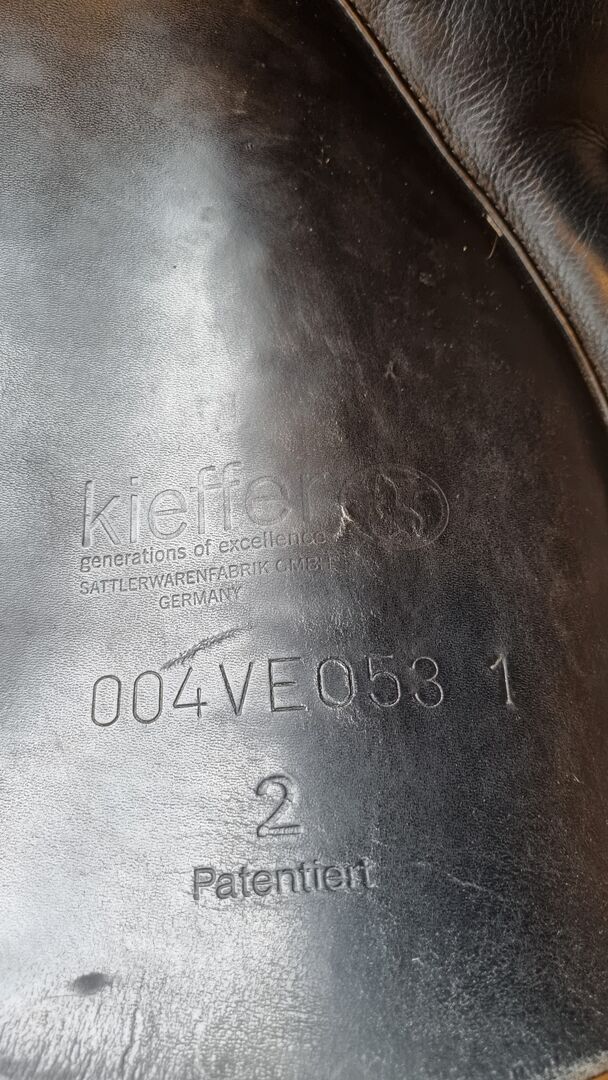 kieffer
generations of excellence
SATTLERWARENFABRIK GMBH
GERMANY
004VE053 1
2
Patentiert